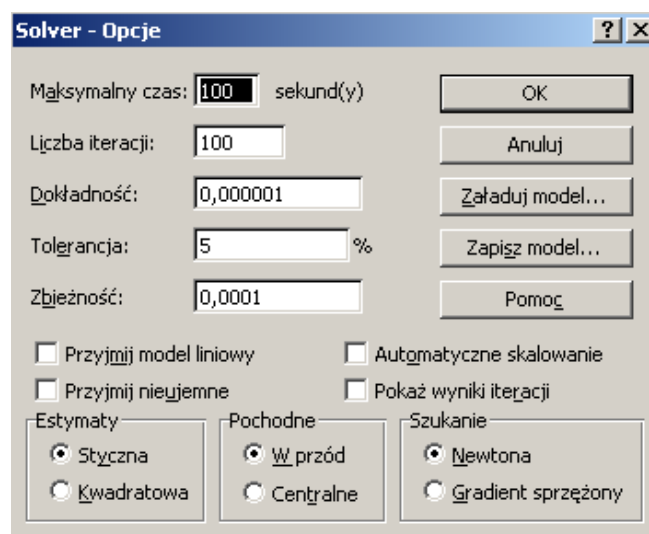 Solver - Opcje
Maksymalny czas: 100 sekund(y)
OK
Liczba iteracji: 100
Anuluj
Dokładność: 0,000001
Załaduj model...
Tolerancja: 5 %
Zapisz model...
Zbieżność: 0,0001
Pomoc
Przyjmij model liniowy
Automatyczne skalowanie
Przyjmij nieujemne
Pokaż wyniki iteracji
Estymaty
Styczna
Kwadratowa
Pochodne
W przód
Centralne
Szukanie
Newtona
Gradient sprzężony